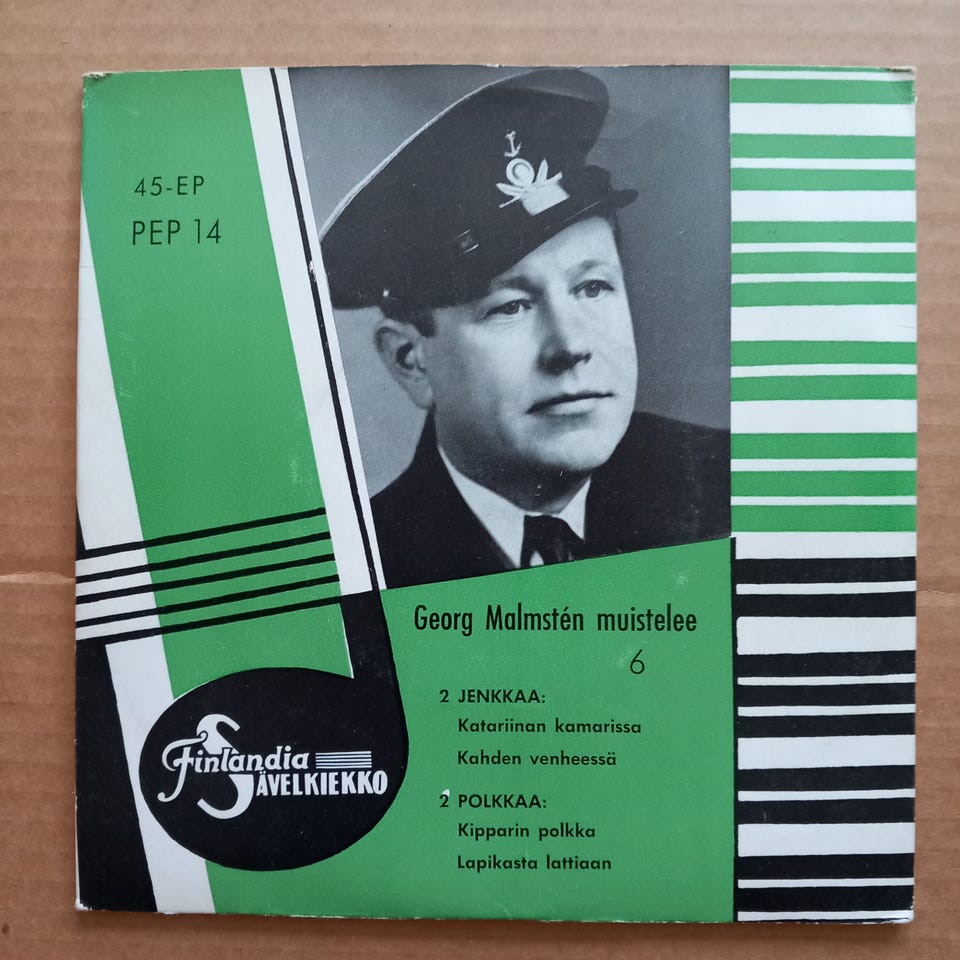 45-EP
PEP 14
Georg Malmstén muistelee
6
2 JENKKAA:
Katariinan kamarissa
Kahden venheessä
2 POLKKAA:
Kipparin polkka
Lapikasta lattiaan
Finlandia
SÄVELKIEKKO